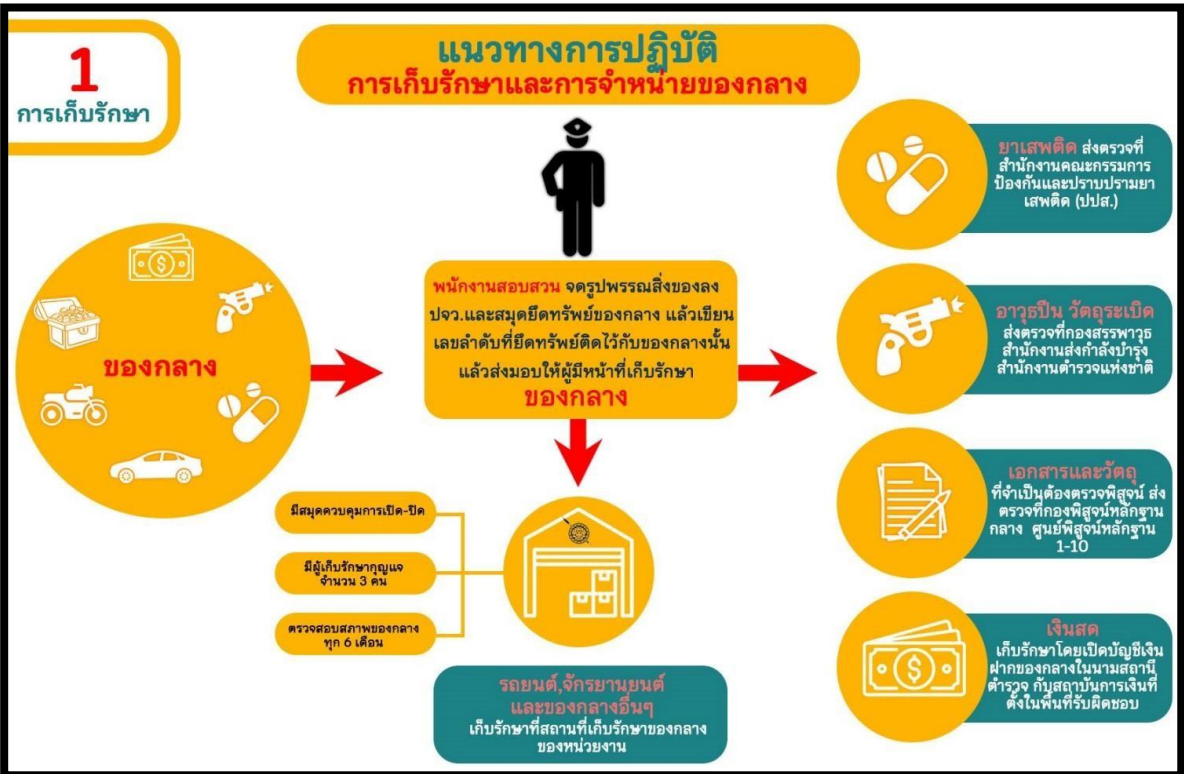 1
การเก็บรักษา
แนวทางการปฏิบัติ
การเก็บรักษาและการจำหน่ายของกลาง
ของกลาง
พนักงานสอบสวน จดรูปพรรณสิ่งของลง
ปจว.และสมุดยึดทรัพย์ของกลาง แล้วเขียน
เลขลำดับที่ยึดทรัพย์ติดไว้กับของกลางนั้น
แล้วส่งมอบให้ผู้มีหน้าที่เก็บรักษา
ของกลาง
มีสมุดควบคุมการเปิด-ปิด
มีผู้เก็บรักษากุญแจ
จำนวน 3 คน
ตรวจสอบสภาพของกลาง
ทุก 6 เดือน
รถยนต์,จักรยานยนต์
และของกลางอื่นๆ
เก็บรักษาที่สถานที่เก็บรักษาของกลาง
ของหน่วยงาน
ยาเสพติด ส่งตรวจที่
สำนักงานคณะกรรมการ
ป้องกันและปราบปรามยา
เสพติด (ปปส.)
อาวุธปืน วัตถุระเบิด
ส่งตรวจที่กองสรรพาวุธ
สำนักงานส่งกำลังบำรุง
สำนักงานตำรวจแห่งชาติ
เอกสารและวัตถุ
ที่จำเป็นต้องตรวจพิสูจน์ ส่ง
ตรวจที่กองพิสูจน์หลักฐาน
กลาง ศูนย์พิสูจน์หลักฐาน
1-10
เงินสด
เก็บรักษาโดยเปิดบัญชีเงิน
ฝากของกลางในนามสถานี
ตำรวจ กับสถาบันการเงินที่
ตั้งในพื้นที่รับผิดชอบ